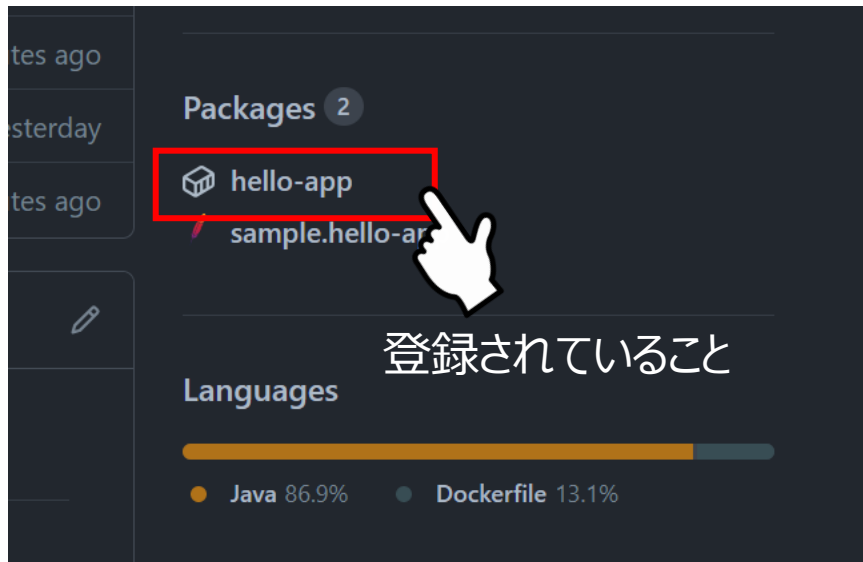 tes ago
sterday
tes ago
Packages 2
hello-app
sample.hello-a
登録されていること
Languages
Java 86.9%
Dockerfile 13.1%